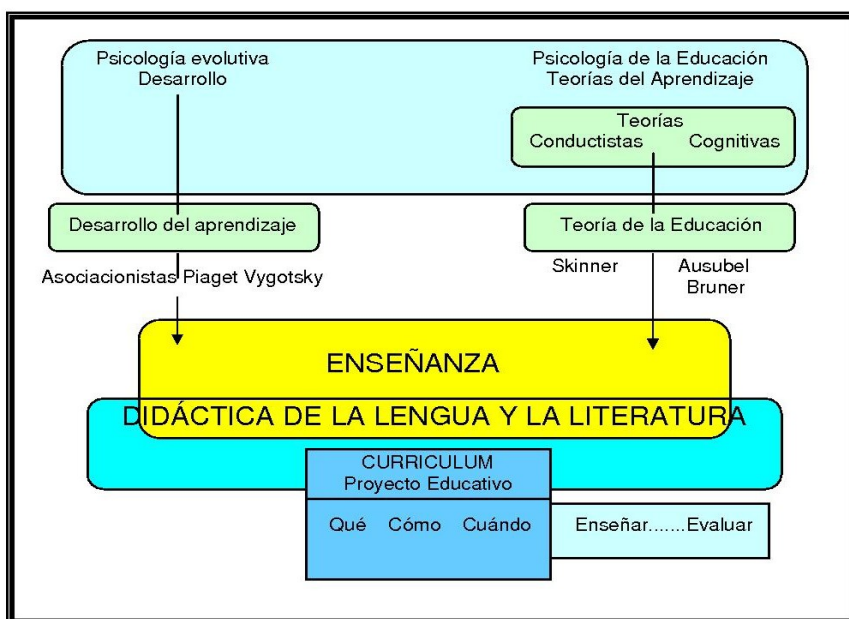 Psicología evolutiva
Desarrollo
Psicología de la Educación
Teorías del Aprendizaje
Teorías
Conductistas Cognitivas
Desarrollo del aprendizaje
Teoría de la Educación
Asociacionistas Piaget Vygotsky
Skinner Ausubel
Bruner
ENSEÑANZA
DIDÁCTICA DE LA LENGUA Y LA LITERATURA
CURRICULUM
Proyecto Educativo
Qué Cómo Cuándo
Enseñar.......Evaluar